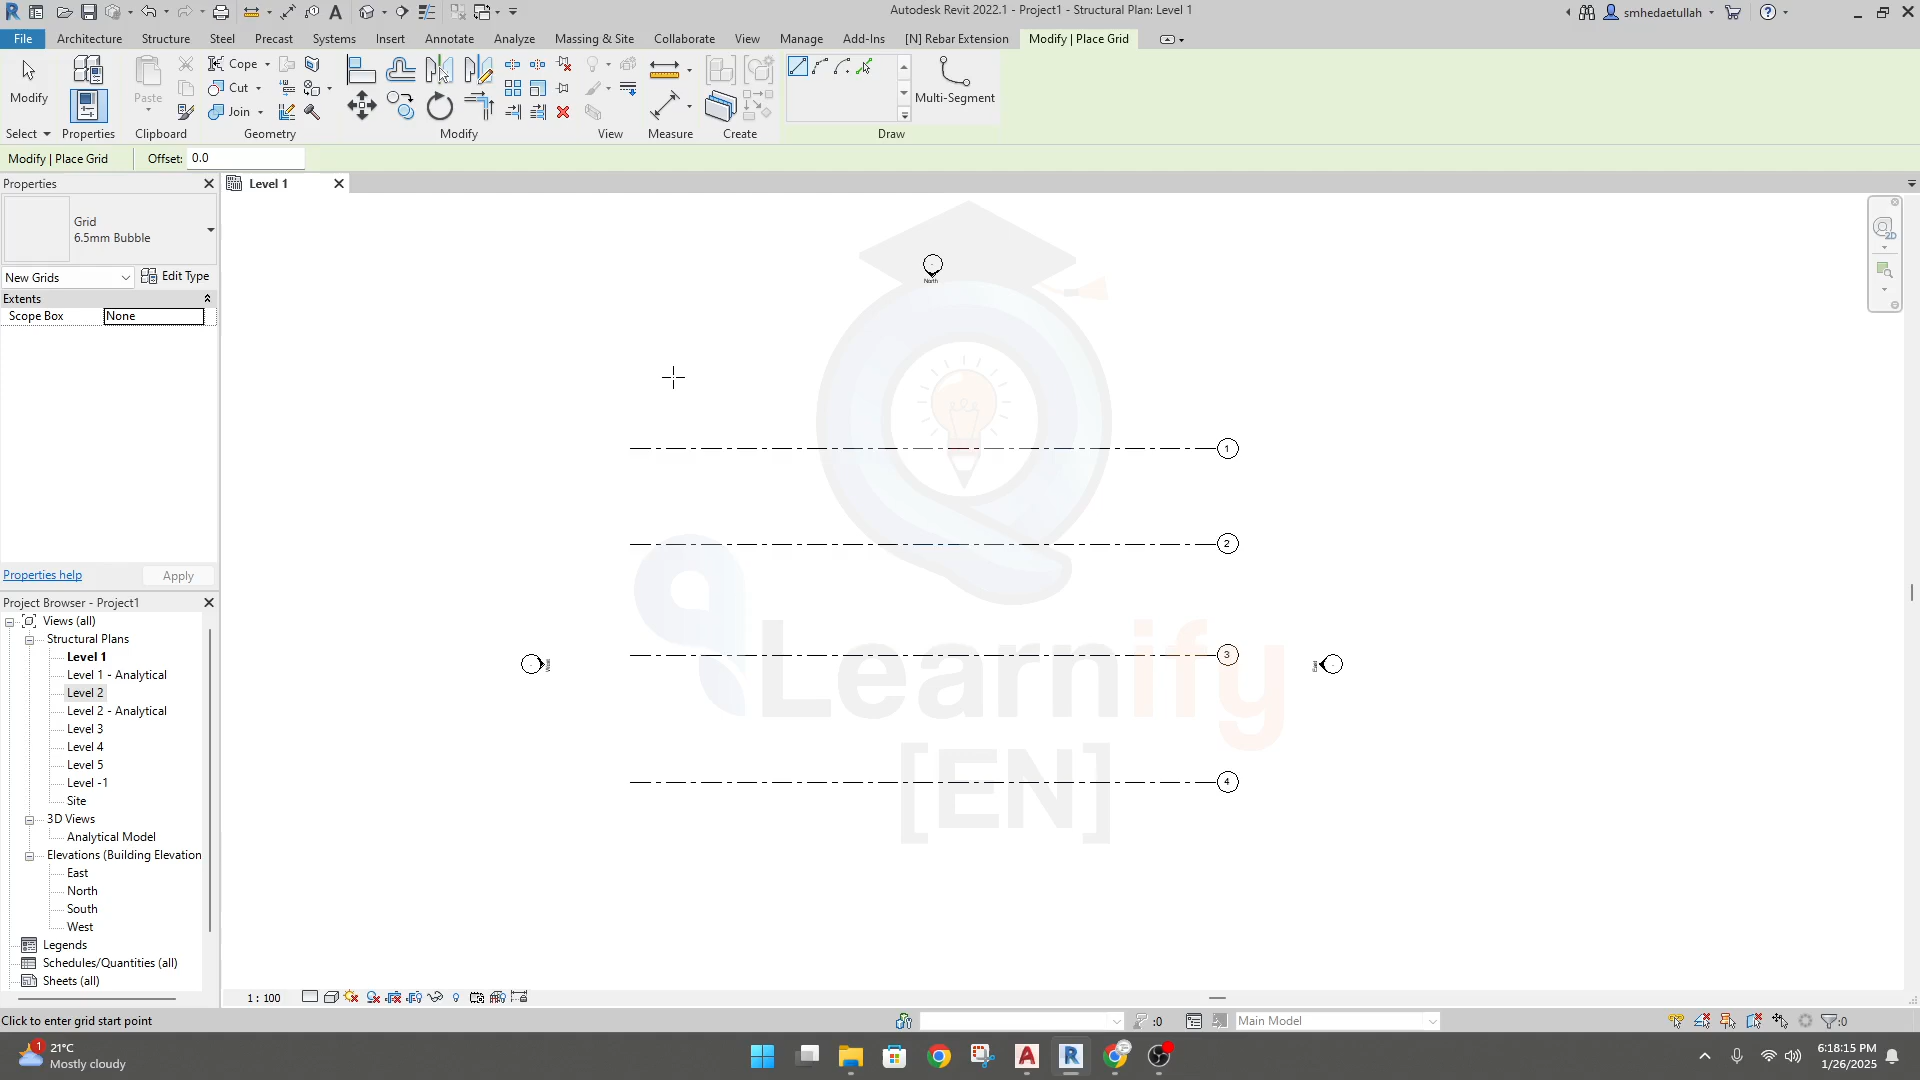 Autodesk Revit 2022.1 - Project1 - Structural Plan: Level 1
smhedaetullah
File Architecture Structure Steel Precast Systems Insert Annotate Analyze Massing & Site Collaborate View Manage Add-Ins [N] Rebar Extension Modify | Place Grid
Modify Paste Cope Cut Join Multi-Segment
Select Properties Clipboard Geometry Modify View Measure Create Draw
Modify | Place Grid Offset: 0.0
Properties
Level 1
Grid
6.5mm Bubble
New Grids Edit Type
Extents
Scope Box None
Properties help Apply
Project Browser - Project1
Views (all)
Structural Plans
Level 1
Level 1 - Analytical
Level 2
Level 2 - Analytical
Level 3
Level 4
Level 5
Level -1
Site
3D Views
Analytical Model
Elevations (Building Elevation
East
North
South
West
Legends
Schedules/Quantities (all)
Sheets (all)
North
1
2
3
West
East
4
Learnify
[EN]
1 : 100
Click to enter grid start point
:0
Main Model
:0
1
21°C
Mostly cloudy
6:18:15 PM
1/26/2025